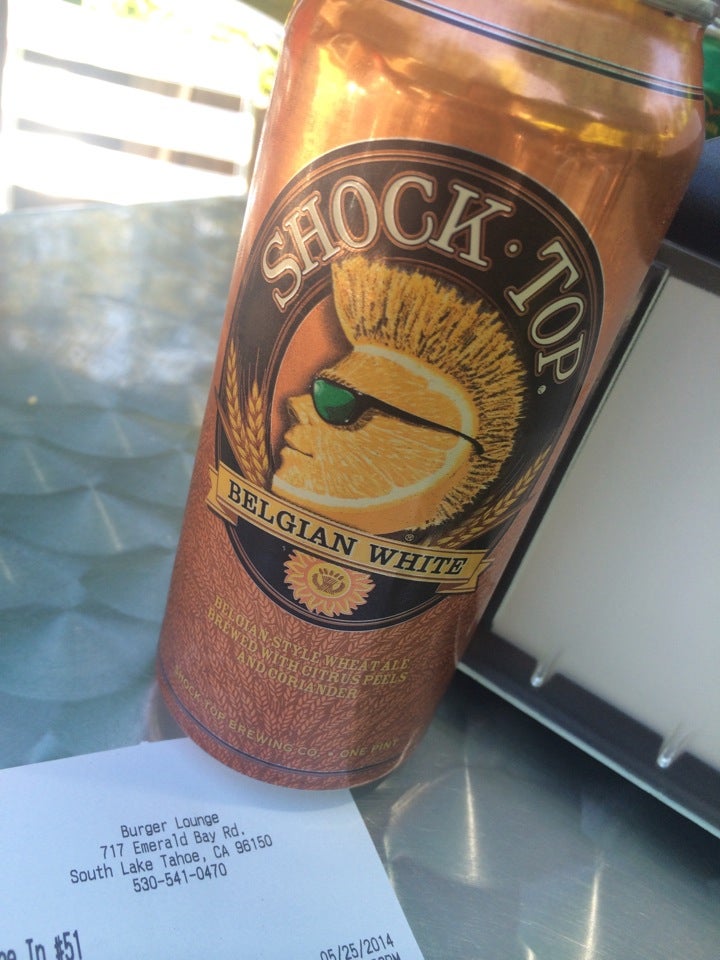 SHOCK · TOP
BELGIAN WHITE
BELGIAN-STYLE WHEAT ALE
BREWED WITH CITRUS PEELS
AND CORIANDER
SHOCK TOP BREWING CO. • ONE PINT
Burger Lounge
717 Emerald Bay Rd.
South Lake Tahoe, CA 96150
530-541-0470
In #51
05/25/2014